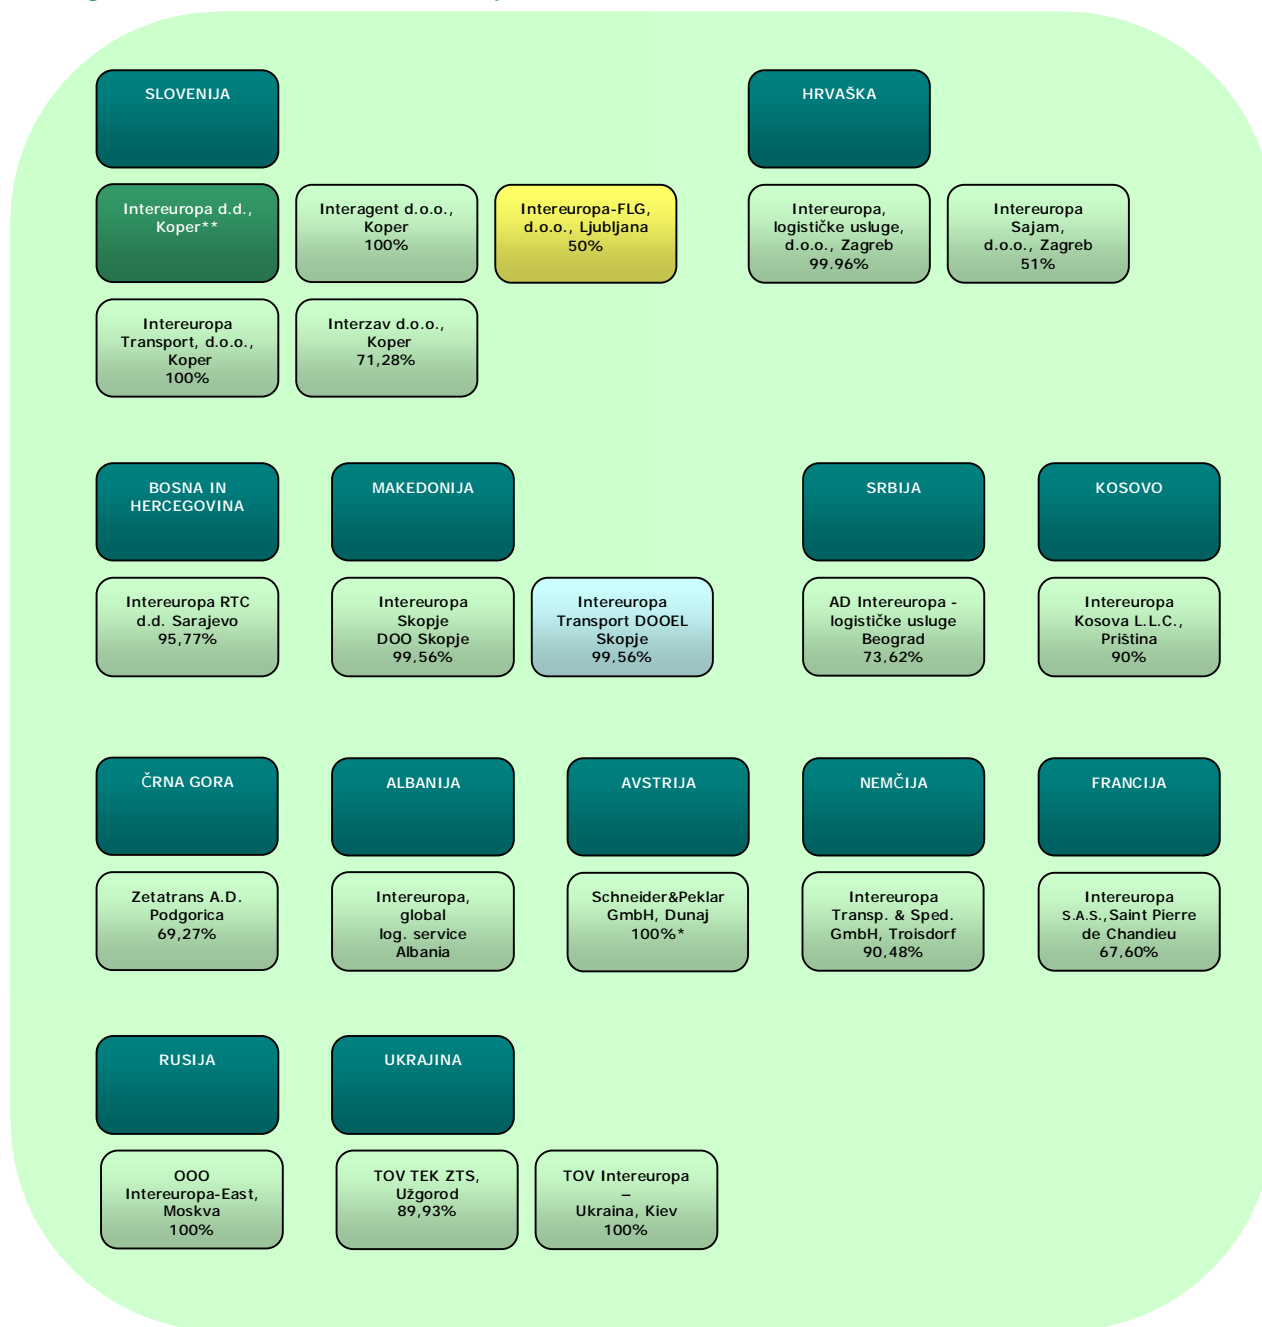 SLOVENIJA
HRVAŠKA
Intereuropa d.d.,
Koper**
Interagent d.o.o.,
Koper
100%
Intereuropa-FLG,
d.o.o., Ljubljana
50%
Intereuropa,
logističke usluge,
d.o.o., Zagreb
99,96%
Intereuropa
Sajam,
d.o.o., Zagreb
51%
Intereuropa
Transport, d.o.o.,
Koper
100%
Interzav d.o.o.,
Koper
71,28%
BOSNA IN
HERCEGOVINA
MAKEDONIJA
SRBIJA
KOSOVO
Intereuropa RTC
d.d. Sarajevo
95,77%
Intereuropa
Skopje
DOO Skopje
99,56%
Intereuropa
Transport DOOEL
Skopje
99,56%
AD Intereuropa -
logističke usluge
Beograd
73,62%
Intereuropa
Kosova L.L.C.,
Priština
90%
ČRNA GORA
ALBANIJA
AVSTRIJA
NEMČIJA
FRANCIJA
Zetatrans A.D.
Podgorica
69,27%
Intereuropa,
global
log. service
Albania
Schneider&Peklar
GmbH, Dunaj
100%*
Intereuropa
Transp. & Sped.
GmbH, Troisdorf
90,48%
Intereuropa
S.A.S.,Saint Pierre
de Chandieu
67,60%
RUSIJA
UKRAJINA
OOO
Intereuropa-East,
Moskva
100%
TOV TEK ZTS,
Užgorod
89,93%
TOV Intereuropa
–
Ukraina, Kiev
100%